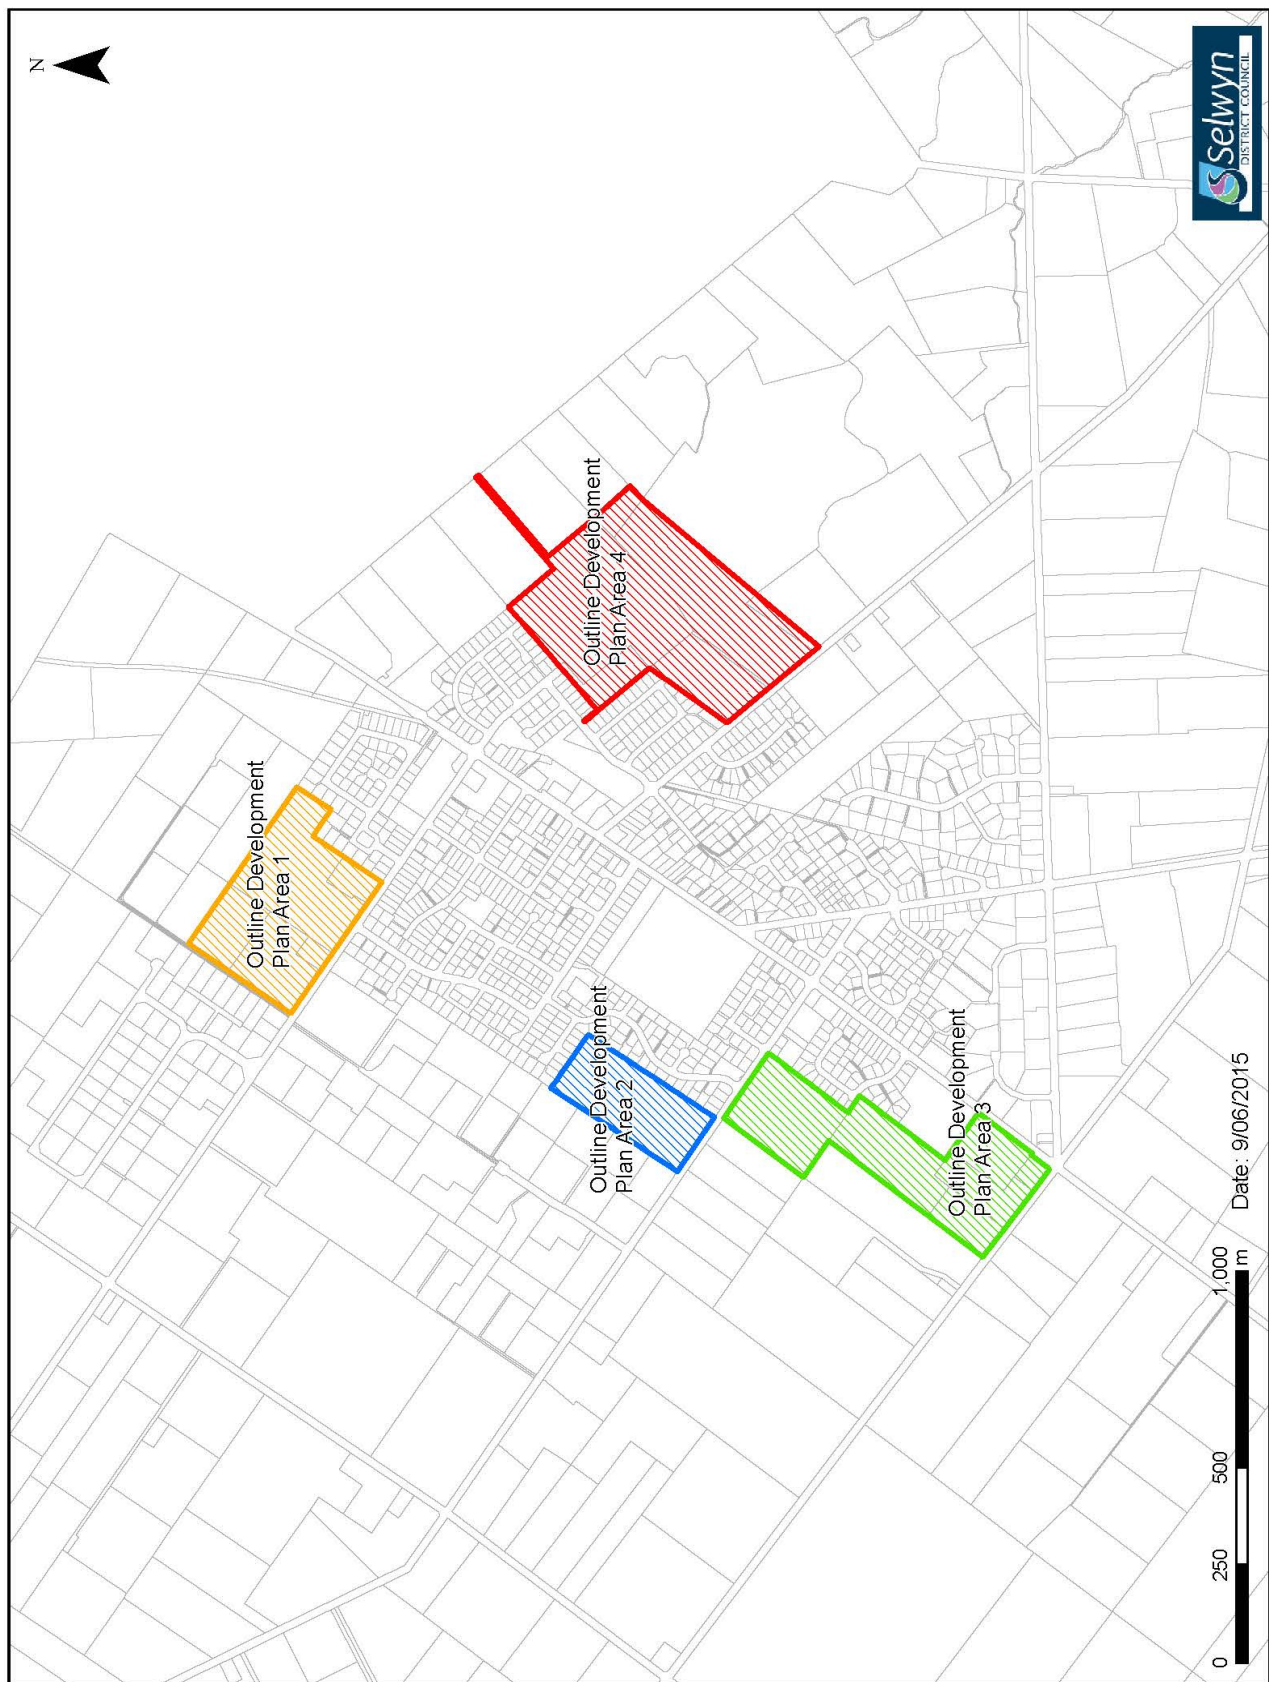 N
Outline Development
Plan Area 1
Outline Development
Plan Area 2
Outline Development
Plan Area 3
Outline Development
Plan Area 4
0 250 500 1,000
m
Date: 9/06/2015
Selwyn
DISTRICT COUNCIL